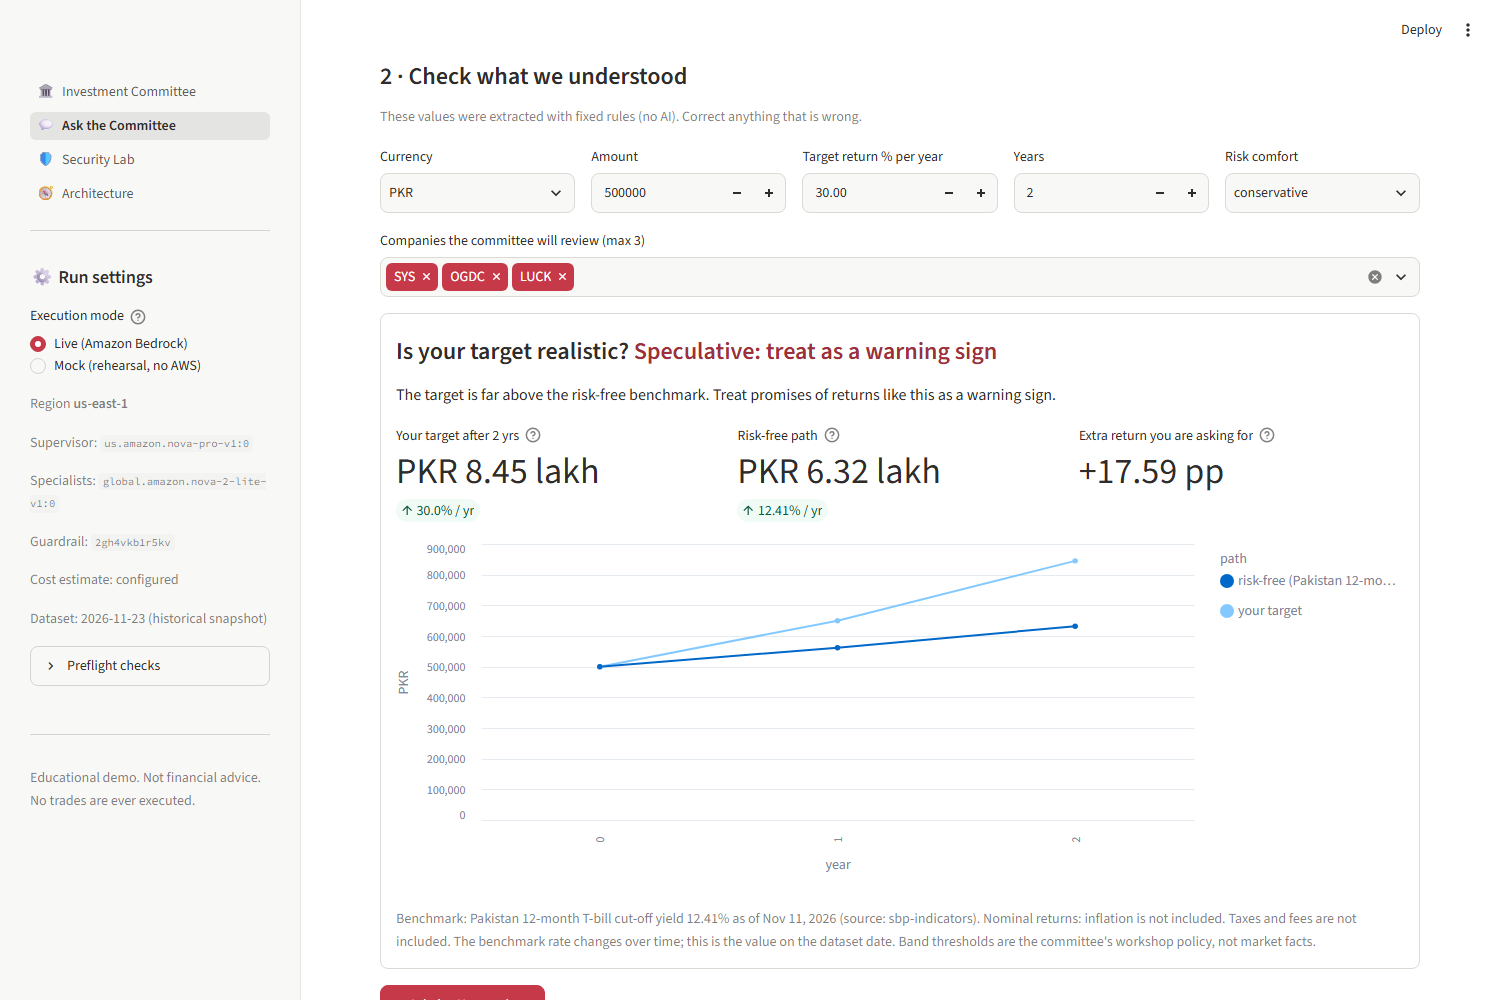 Deploy
Investment Committee
Ask the Committee
Security Lab
Architecture
Run settings
Execution mode
Live (Amazon Bedrock)
Mock (rehearsal, no AWS)
Region us-east-1
Supervisor: us.amazon.nova-pro-v1:0
Specialists: global.amazon.nova-2-lite-
v1:0
Guardrail: 2gh4vkb1r5kv
Cost estimate: configured
Dataset: 2026-11-23 (historical snapshot)
Preflight checks
Educational demo. Not financial advice.
No trades are ever executed.
2 · Check what we understood
These values were extracted with fixed rules (no AI). Correct anything that is wrong.
Currency Amount Target return % per year Years Risk comfort
PKR 500000 30.00 2 conservative
Companies the committee will review (max 3)
SYS OGDC LUCK
Is your target realistic? Speculative: treat as a warning sign
The target is far above the risk-free benchmark. Treat promises of returns like this as a warning sign.
Your target after 2 yrs Risk-free path Extra return you are asking for
PKR 8.45 lakh PKR 6.32 lakh +17.59 pp
↑ 30.0% / yr ↑ 12.41% / yr
900,000
800,000
700,000
600,000
500,000
400,000
300,000
200,000
100,000
0
PKR
0 1 2
year
path
risk-free (Pakistan 12-mo…
your target
Benchmark: Pakistan 12-month T-bill cut-off yield 12.41% as of Nov 11, 2026 (source: sbp-indicators). Nominal returns: inflation is not included. Taxes and fees are not
included. The benchmark rate changes over time; this is the value on the dataset date. Band thresholds are the committee's workshop policy, not market facts.